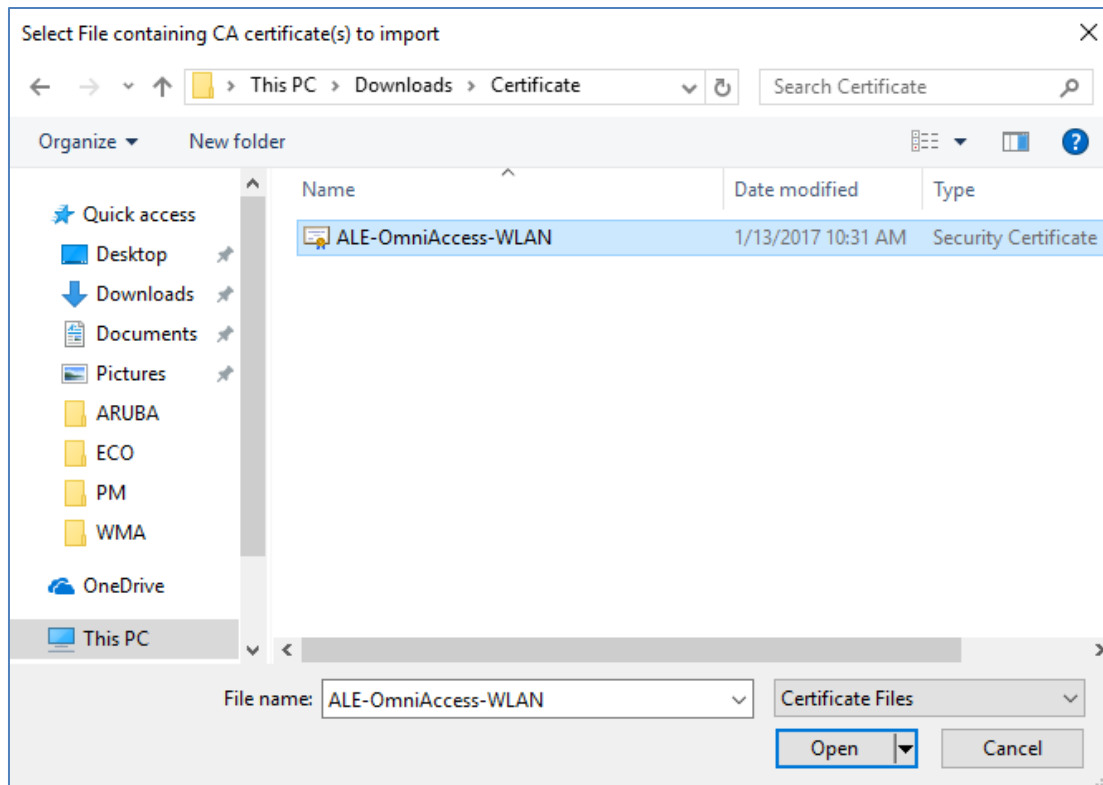 Select File containing CA certificate(s) to import
This PC > Downloads > Certificate
Search Certificate
Organize
New folder
?
Name
Date modified
Type
Quick access
Desktop
Downloads
Documents
Pictures
ARUBA
ECO
PM
WMA
OneDrive
This PC
ALE-OmniAccess-WLAN
1/13/2017 10:31 AM
Security Certificate
File name:
ALE-OmniAccess-WLAN
Certificate Files
Open
Cancel